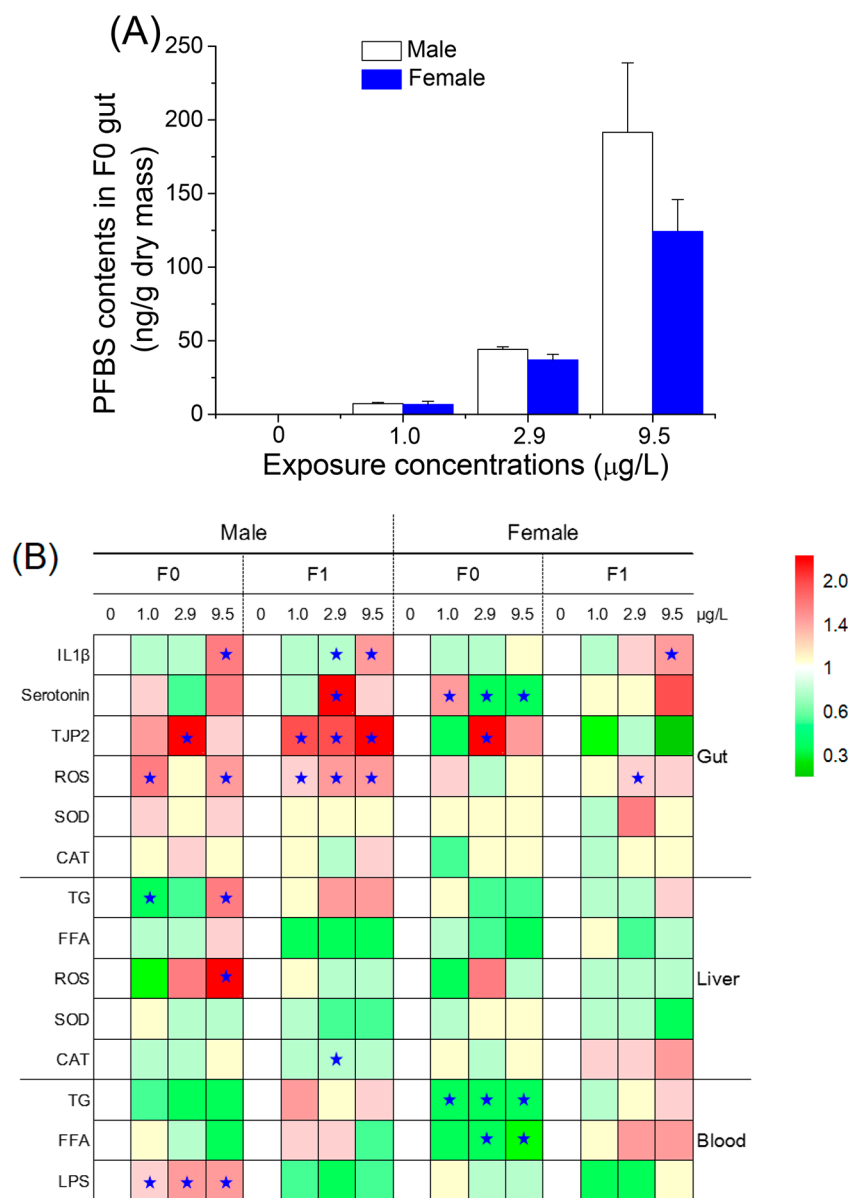 (A)
250
200
150
100
50
0
PFBS contents in F0 gut
(ng/g dry mass)
Male
Female
0 1.0 2.9 9.5
Exposure concentrations (μg/L)
(B)
Male Female
F0 F1 F0 F1
0 1.0 2.9 9.5 0 1.0 2.9 9.5 0 1.0 2.9 9.5 0 1.0 2.9 9.5 μg/L
IL1β
Serotonin
TJP2
ROS
SOD
CAT
Gut
TG
FFA
ROS
SOD
CAT
Liver
TG
FFA
LPS
Blood
2.0
1.4
1
0.6
0.3